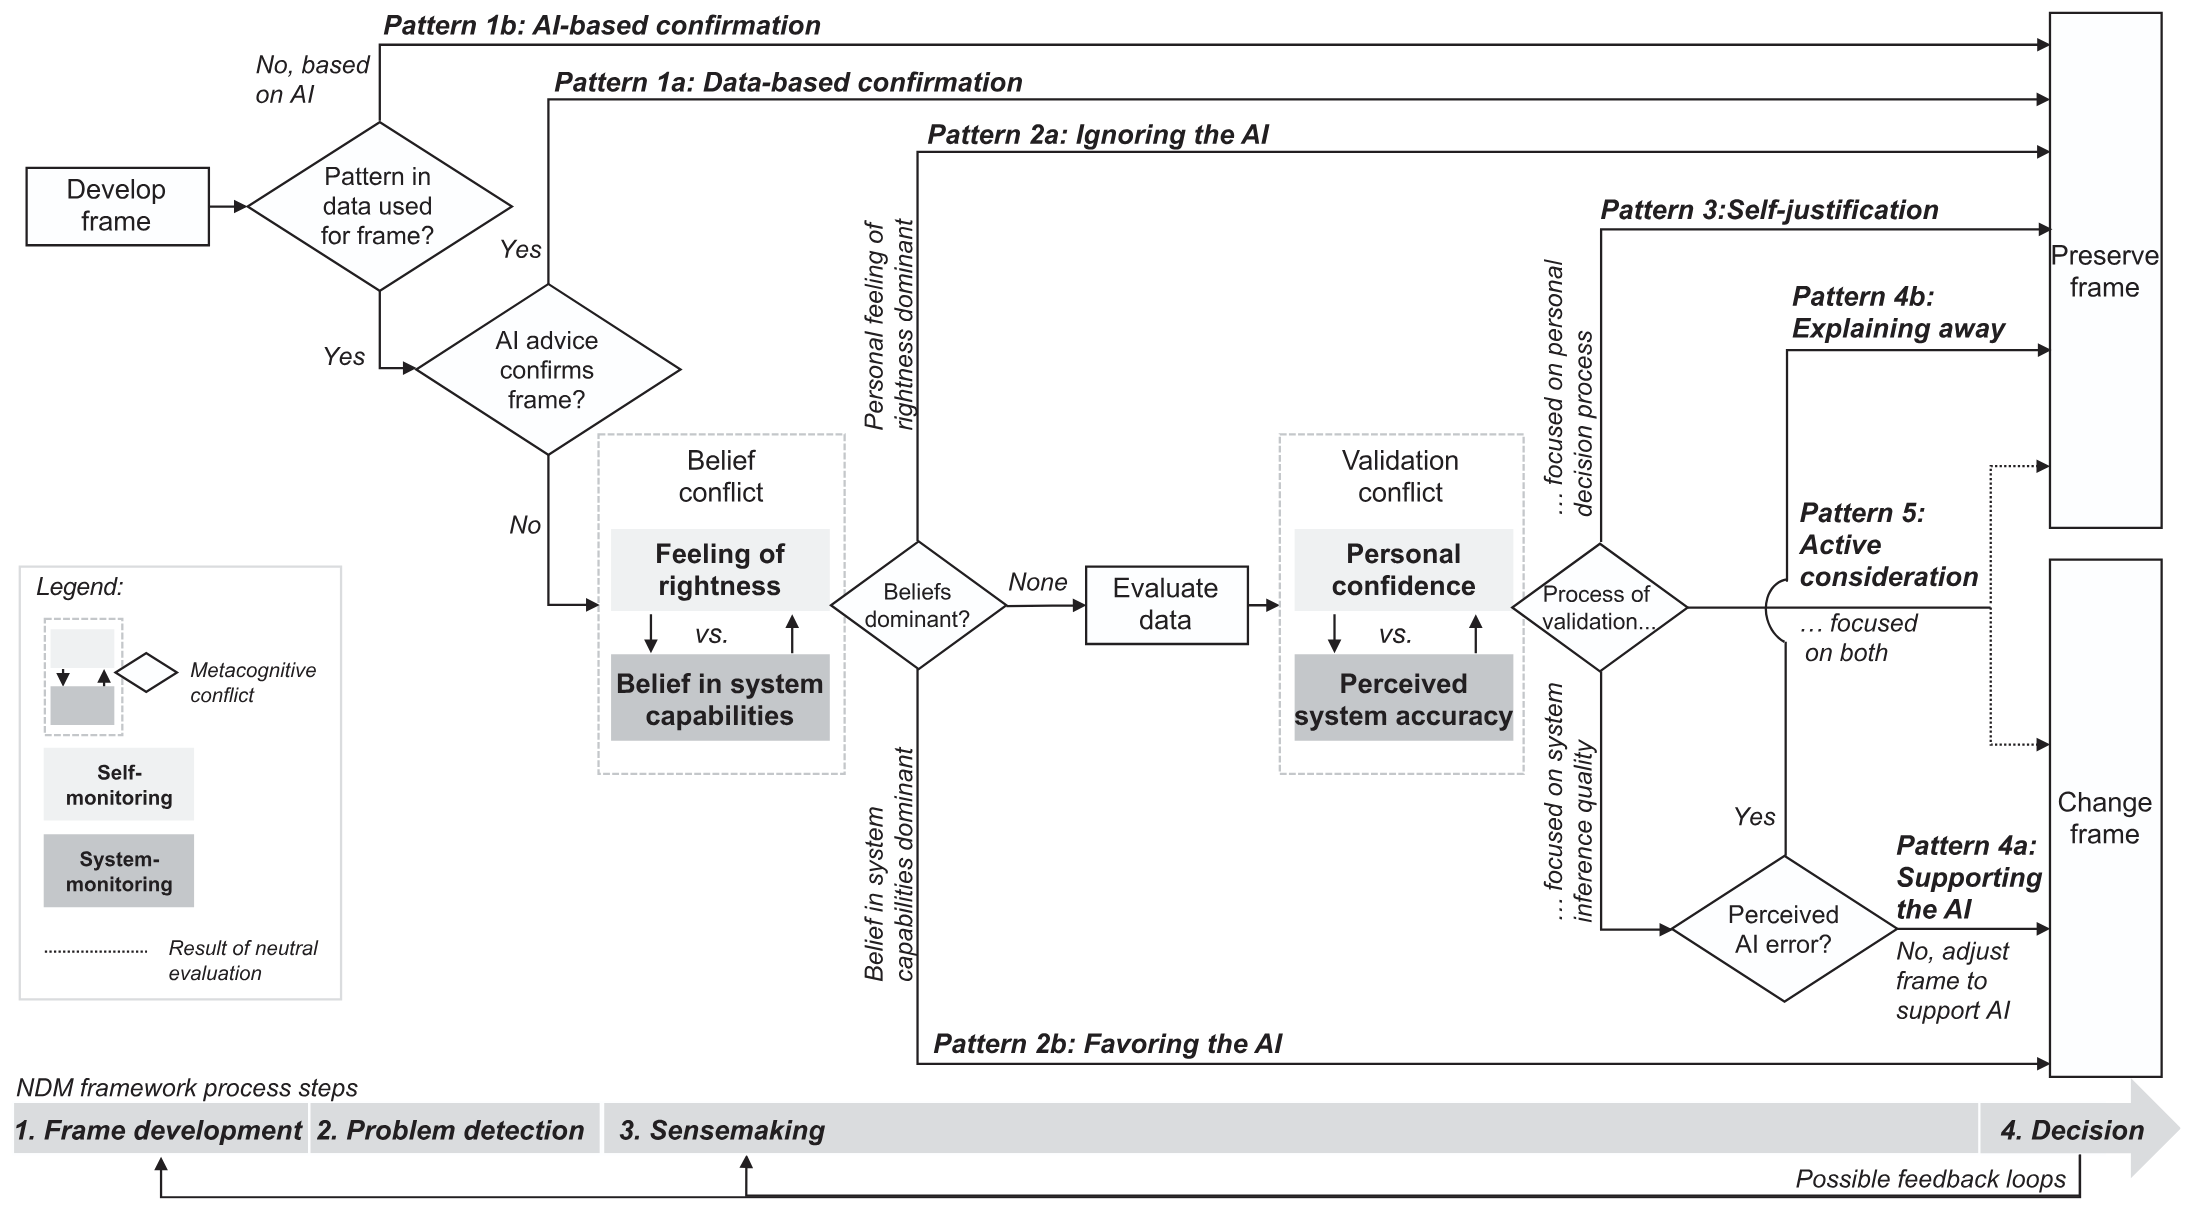 Pattern 1b: AI-based confirmation
No, based
on AI
Pattern 1a: Data-based confirmation
Pattern 2a: Ignoring the AI
Develop
frame
Pattern in
data used
for frame?
Yes
Yes
AI advice
confirms
frame?
No
Personal feeling of
rightness dominant
Pattern 3:Self-justification
… focused on personal
decision process
Preserve
frame
Pattern 4b:
Explaining away
Belief
conflict
Feeling of
rightness
vs.
Belief in system
capabilities
Beliefs
dominant?
None
Evaluate
data
Validation
conflict
Personal
confidence
vs.
Perceived
system accuracy
Process of
validation...
Pattern 5:
Active
consideration
… focused
on both
Belief in system
capabilities dominant
… focused on system
inference quality
Yes
Perceived
AI error?
Pattern 4a:
Supporting
the AI
No, adjust
frame to
support AI
Change
frame
Pattern 2b: Favoring the AI
Legend:
Metacognitive
conflict
Self-
monitoring
System-
monitoring
Result of neutral
evaluation
NDM framework process steps
1. Frame development
2. Problem detection
3. Sensemaking
4. Decision
Possible feedback loops